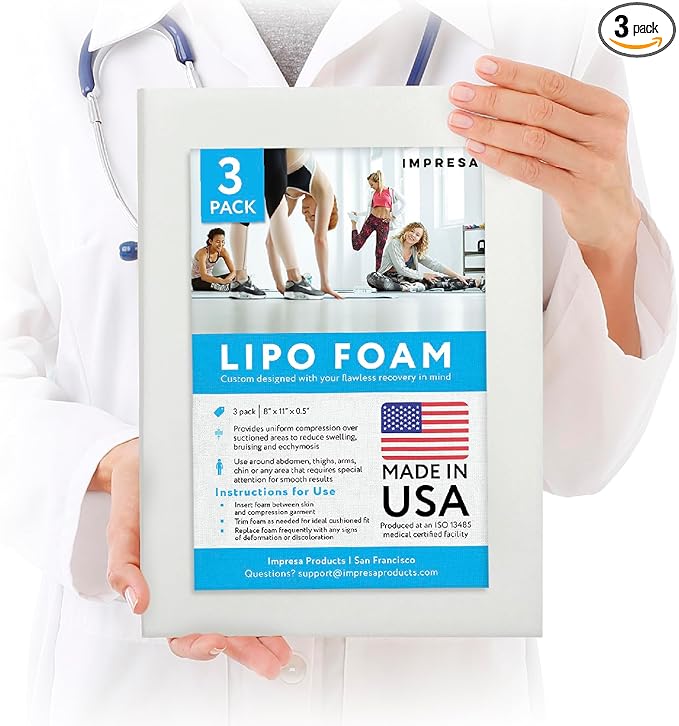 3 pack
3
PACK
IMPRESA
LIPO FOAM
Custom designed with your flawless recovery in mind
3 pack | 8" x 11" x 0.5"
Provides uniform compression over
suctioned areas to reduce swelling,
bruising and ecchymosis
Use around abdomen, thighs, arms,
chin or any area that requires special
attention for smooth results
Instructions for Use
Insert foam between skin
and compression garment
Trim foam as needed for ideal cushioned fit
Replace foam frequently with any signs
of deformation or discoloration
MADE IN
USA
Produced at an ISO 13485
medical certified facility
Impresa Products | San Francisco
Questions? support@impresaproducts.com